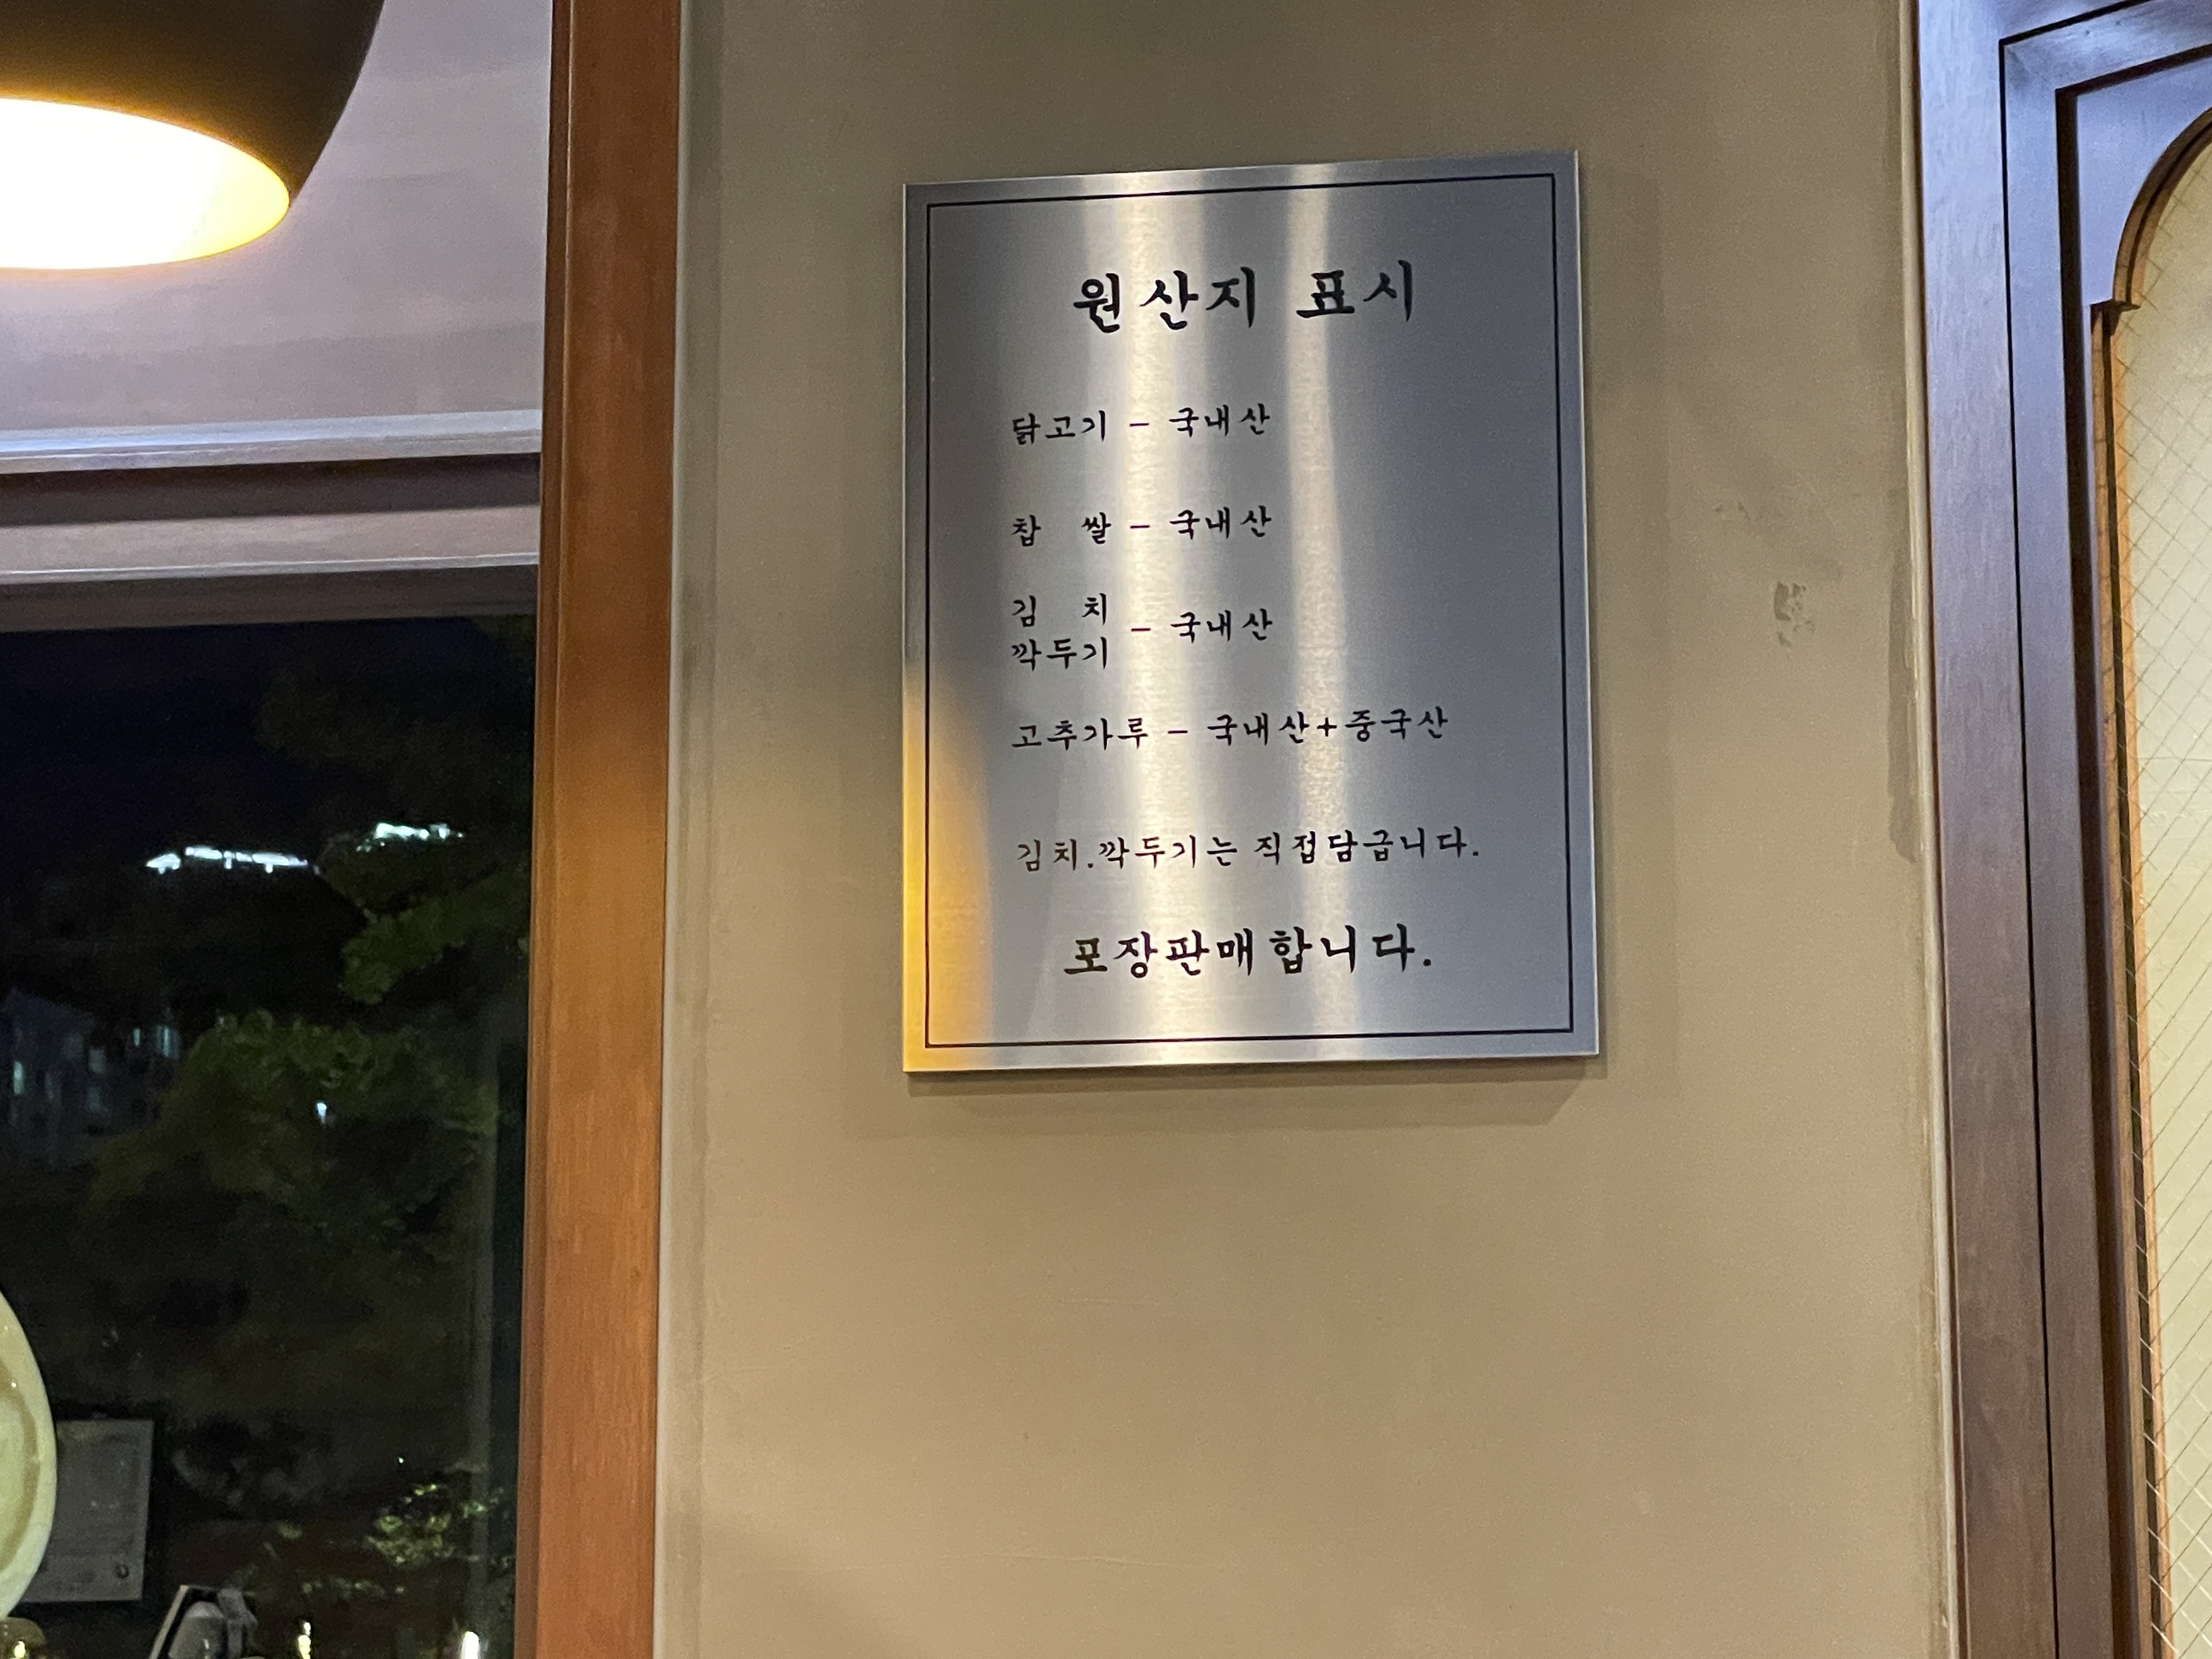 원산지 표시
닭고기 - 국내산
찹 쌀 - 국내산
김 치
깍두기 - 국내산
고추가루 - 국내산+중국산
김치.깍두기는 직접담급니다.
포장판매합니다.